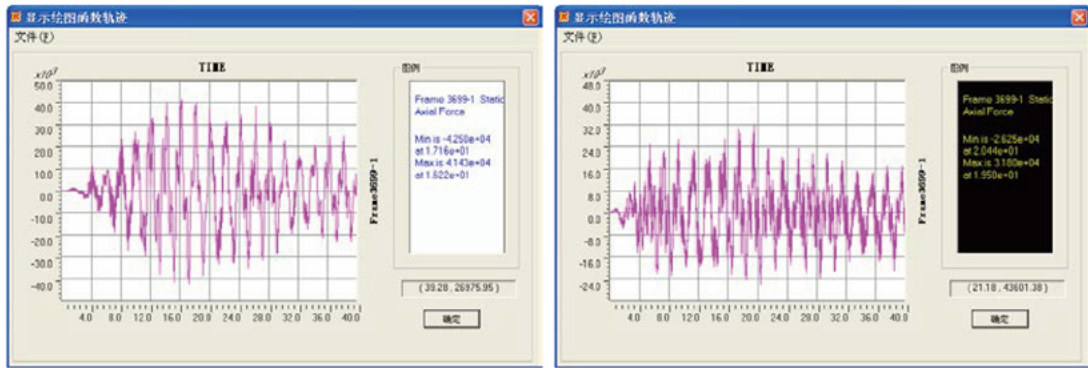 显示绘图函数轨迹
文件(F)
TIME
x10³
50.0
40.0
30.0
20.0
10.0
0.0
-10.0
-20.0
-30.0
-40.0
4.0 8.0 12.0 16.0 20.0 24.0 28.0 32.0 36.0 40.0
Frame3699-1
图例
Frame 3699-1 Static
Axial Force
Min is -4.250e+04
at 1.716e+01
Max is 4.143e+04
at 1.622e+01
(39.28 , 26975.95)
确定
显示绘图函数轨迹
文件(F)
TIME
x10³
48.0
40.0
32.0
24.0
16.0
8.0
0.0
-8.0
-16.0
-24.0
4.0 8.0 12.0 16.0 20.0 24.0 28.0 32.0 36.0 40.0
Frame3699-1
图例
Frame 3699-1 Static
Axial Force
Min is -2.625e+04
at 2.044e+01
Max is 3.180e+04
at 1.950e+01
(21.18 , 43601.38)
确定